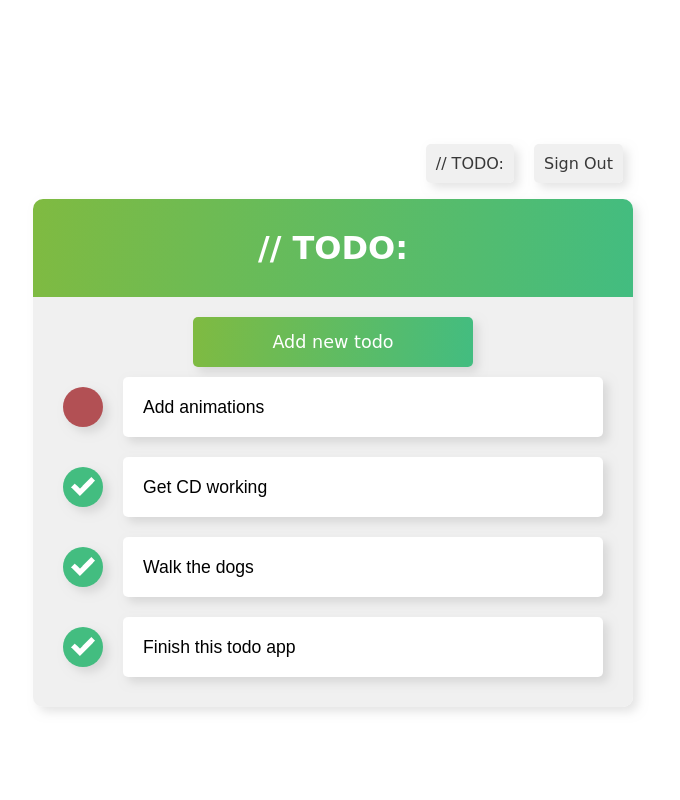 // TODO:
Sign Out
// TODO:
Add new todo
Add animations
Get CD working
Walk the dogs
Finish this todo app